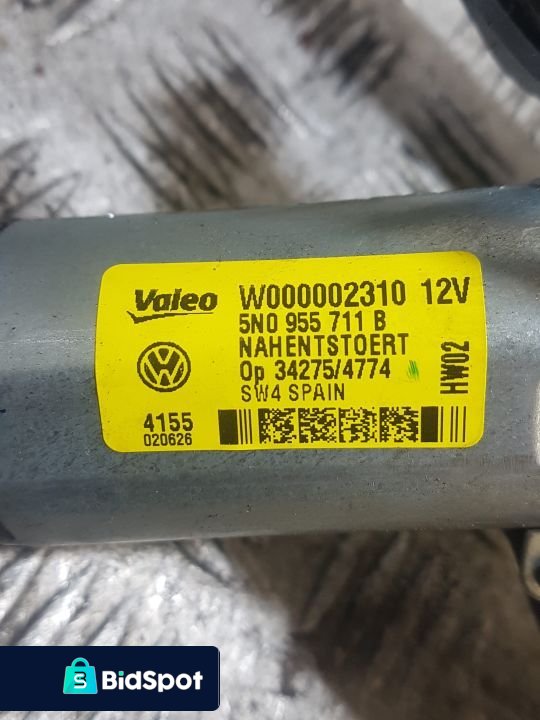 Valeo W000002310 12V
5N0 955 711 B
NAHENTSTOERT
Op 34275/4774
SW4 SPAIN
HW02
4155
020626
BidSpot